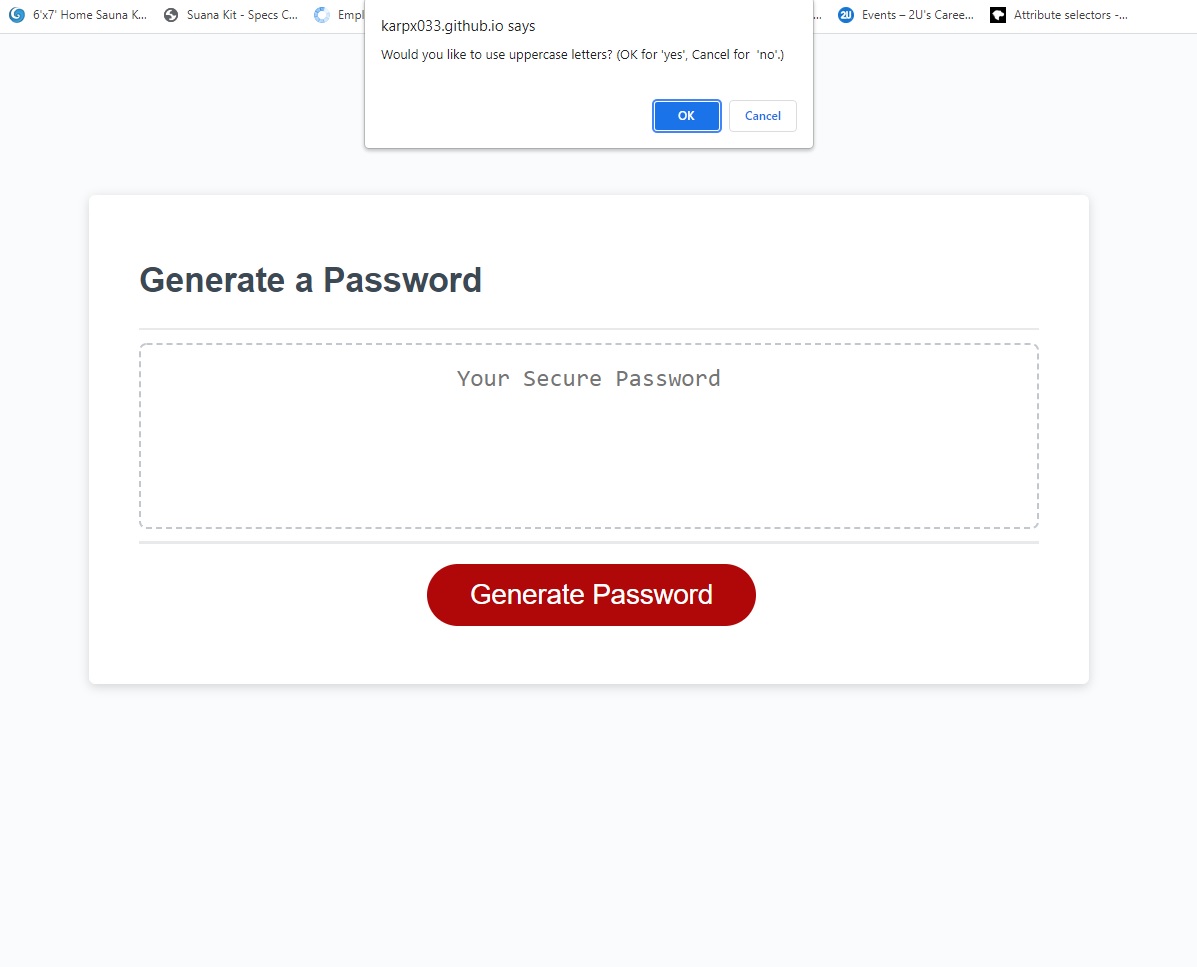 6'x7' Home Sauna K...
Suana Kit - Specs C...
Empl
...
Events – 2U's Caree...
Attribute selectors -...
karpx033.github.io says
Would you like to use uppercase letters? (OK for 'yes', Cancel for  'no'.)
OK Cancel
Generate a Password
Your Secure Password
Generate Password